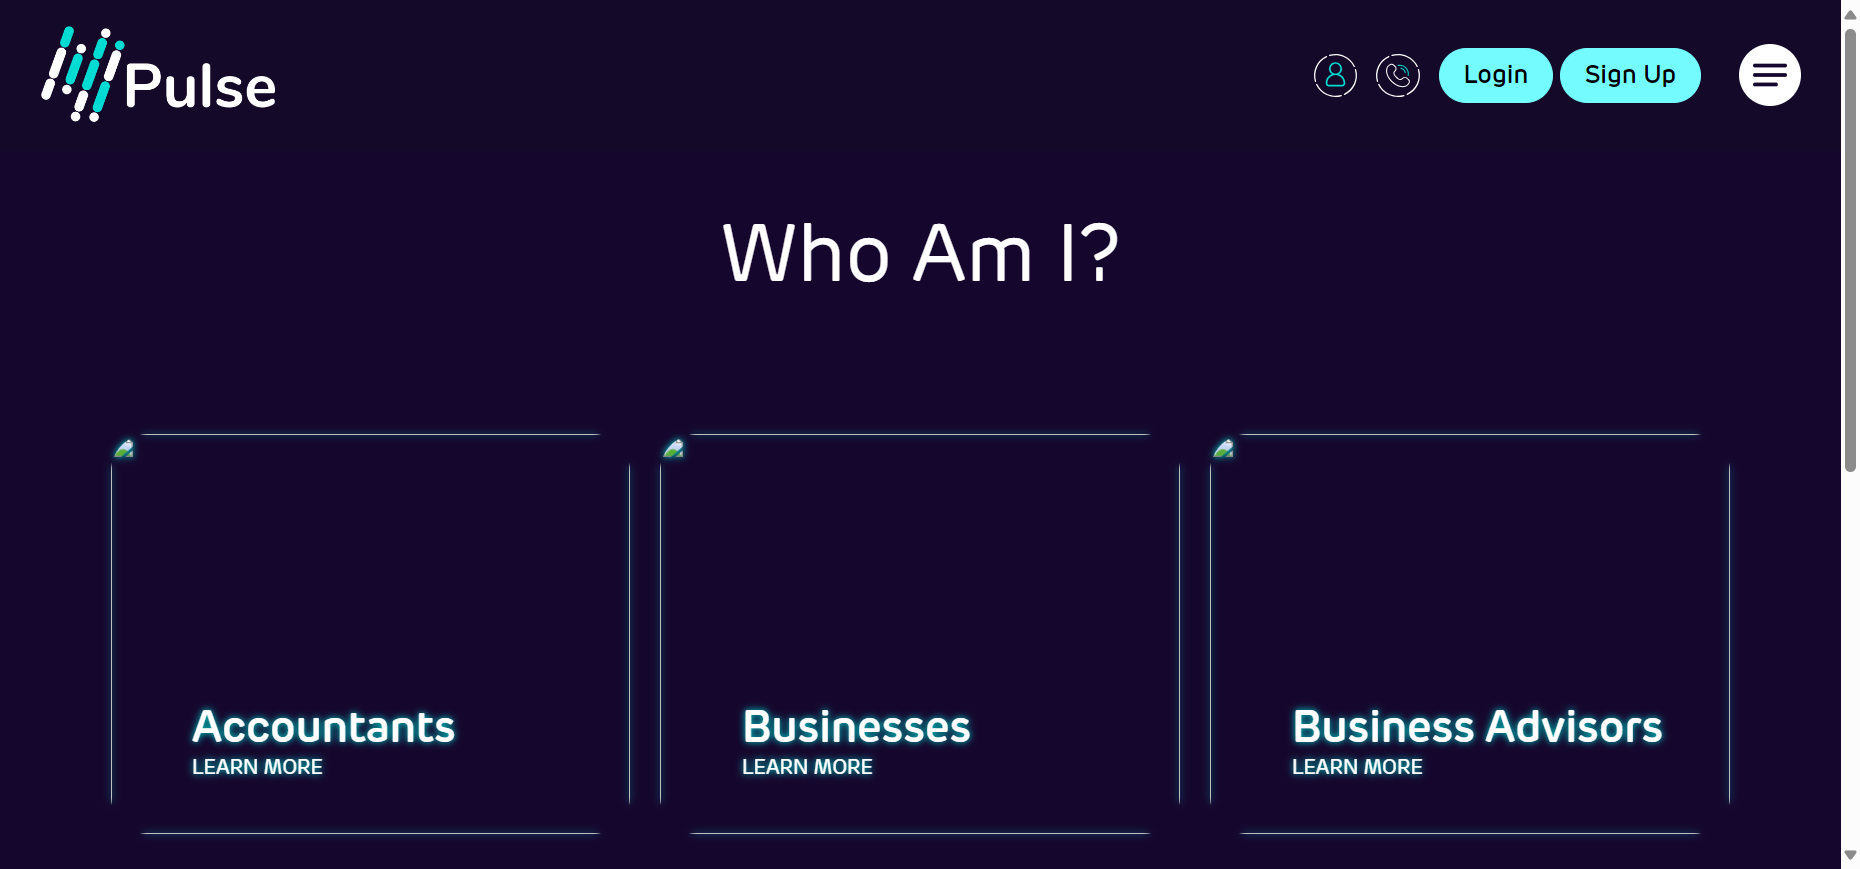 Pulse
Login
Sign Up
Who Am I?
Accountants
LEARN MORE
Businesses
LEARN MORE
Business Advisors
LEARN MORE